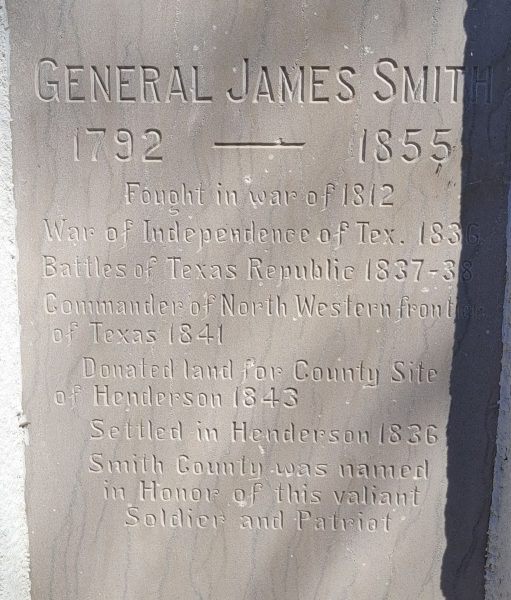 GENERAL JAMES SMITH
1792 — 1855
Fought in war of 1812
War of Independence of Tex. 1836
Battles of Texas Republic 1837-38
Commander of North Western frontier
of Texas 1841
Donated land for County Site
of Henderson 1843
Settled in Henderson 1836
Smith County was named
in Honor of this valiant
Soldier and Patriot